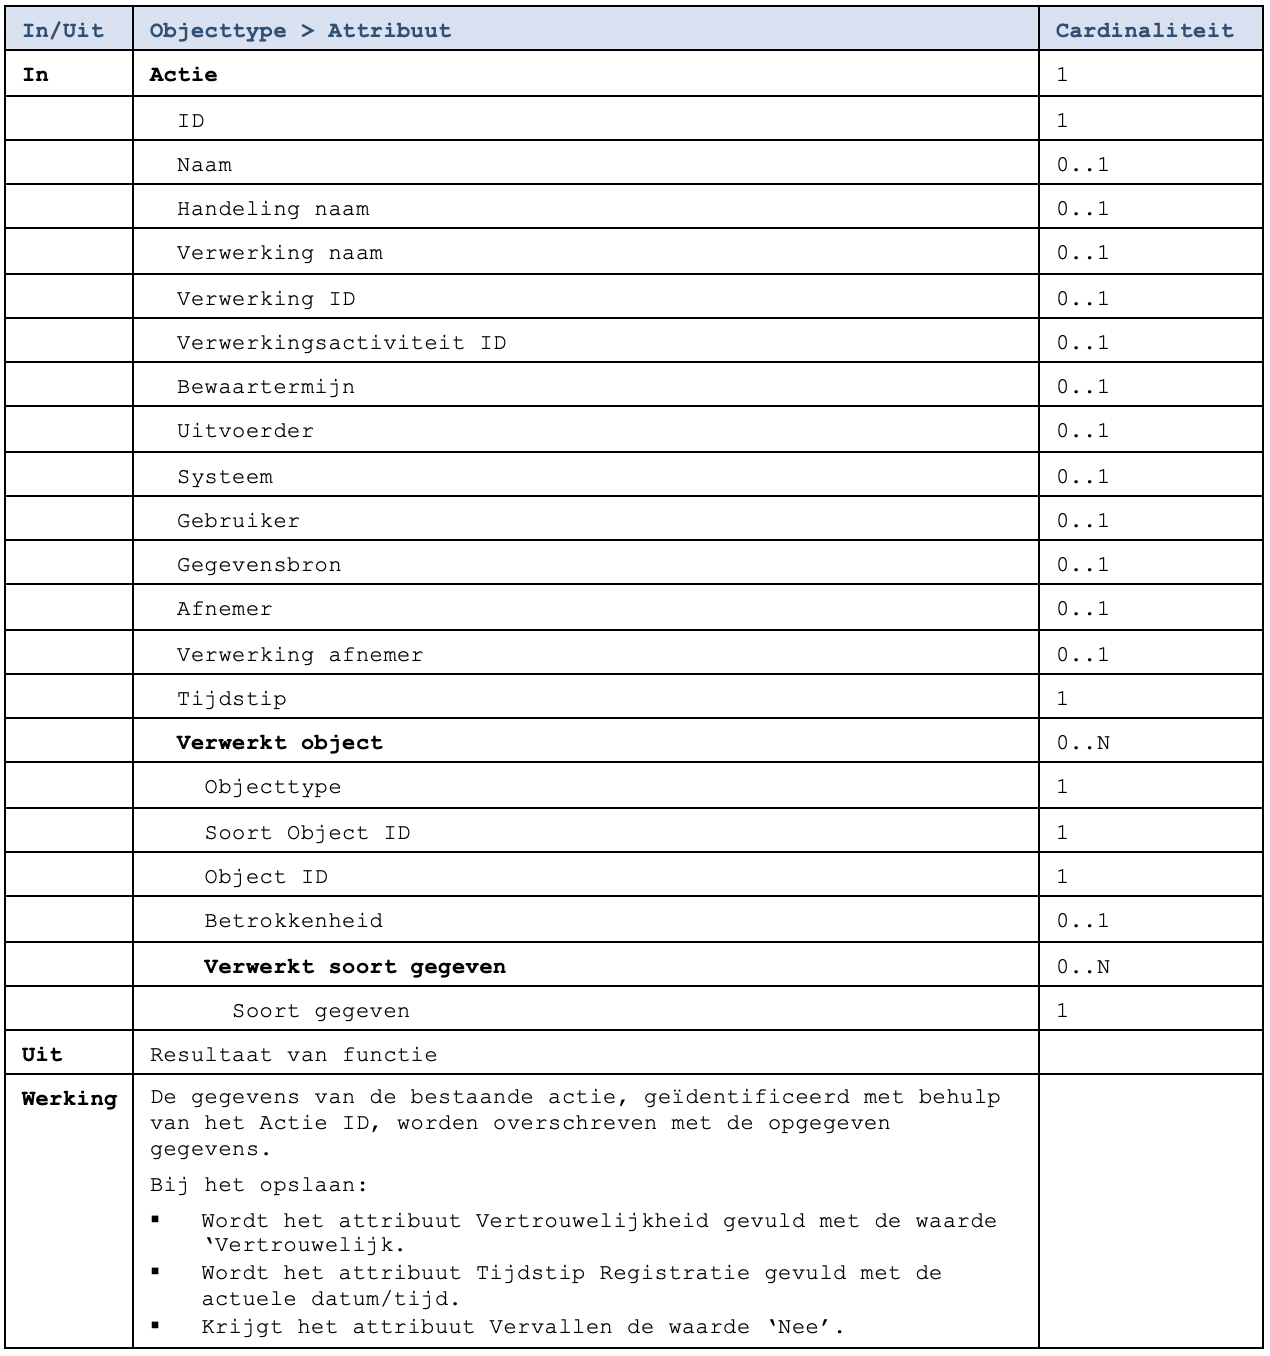 In/Uit Objecttype > Attribuut Cardinaliteit
In Actie 1
ID 1
Naam 0..1
Handeling naam 0..1
Verwerking naam 0..1
Verwerking ID 0..1
Verwerkingsactiviteit ID 0..1
Bewaartermijn 0..1
Uitvoerder 0..1
Systeem 0..1
Gebruiker 0..1
Gegevensbron 0..1
Afnemer 0..1
Verwerking afnemer 0..1
Tijdstip 1
Verwerkt object 0..N
Objecttype 1
Soort Object ID 1
Object ID 1
Betrokkenheid 0..1
Verwerkt soort gegeven 0..N
Soort gegeven 1
Uit Resultaat van functie
Werking De gegevens van de bestaande actie, geïdentificeerd met behulp
van het Actie ID, worden overschreven met de opgegeven
gegevens.
Bij het opslaan:
▪ Wordt het attribuut Vertrouwelijkheid gevuld met de waarde
‘Vertrouwelijk.
▪ Wordt het attribuut Tijdstip Registratie gevuld met de
actuele datum/tijd.
▪ Krijgt het attribuut Vervallen de waarde ‘Nee’.